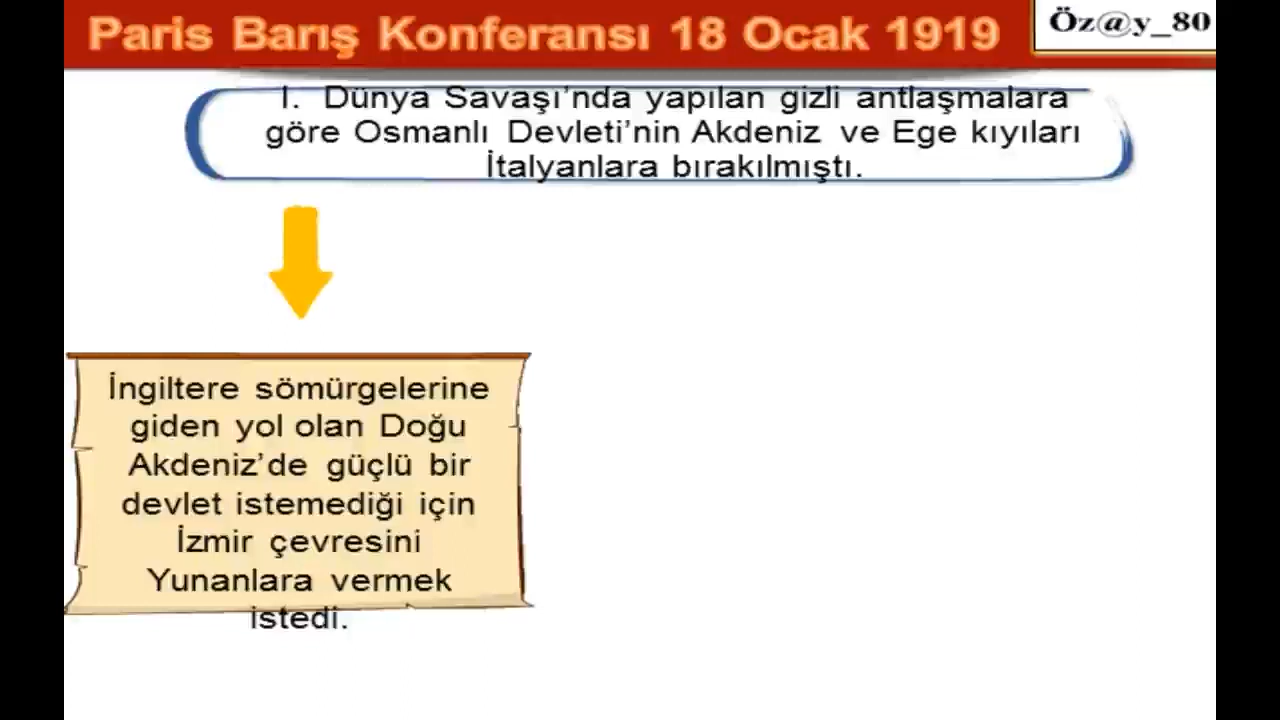 Paris Barış Konferansı 18 Ocak 1919
Öz@y_80
I. Dünya Savaşı'nda yapılan gizli antlaşmalara
göre Osmanlı Devleti'nin Akdeniz ve Ege kıyıları
İtalyanlara bırakılmıştı.
İngiltere sömürgelerine
giden yol olan Doğu
Akdeniz'de güçlü bir
devlet istemediği için
İzmir çevresini
Yunanlara vermek
istedi.